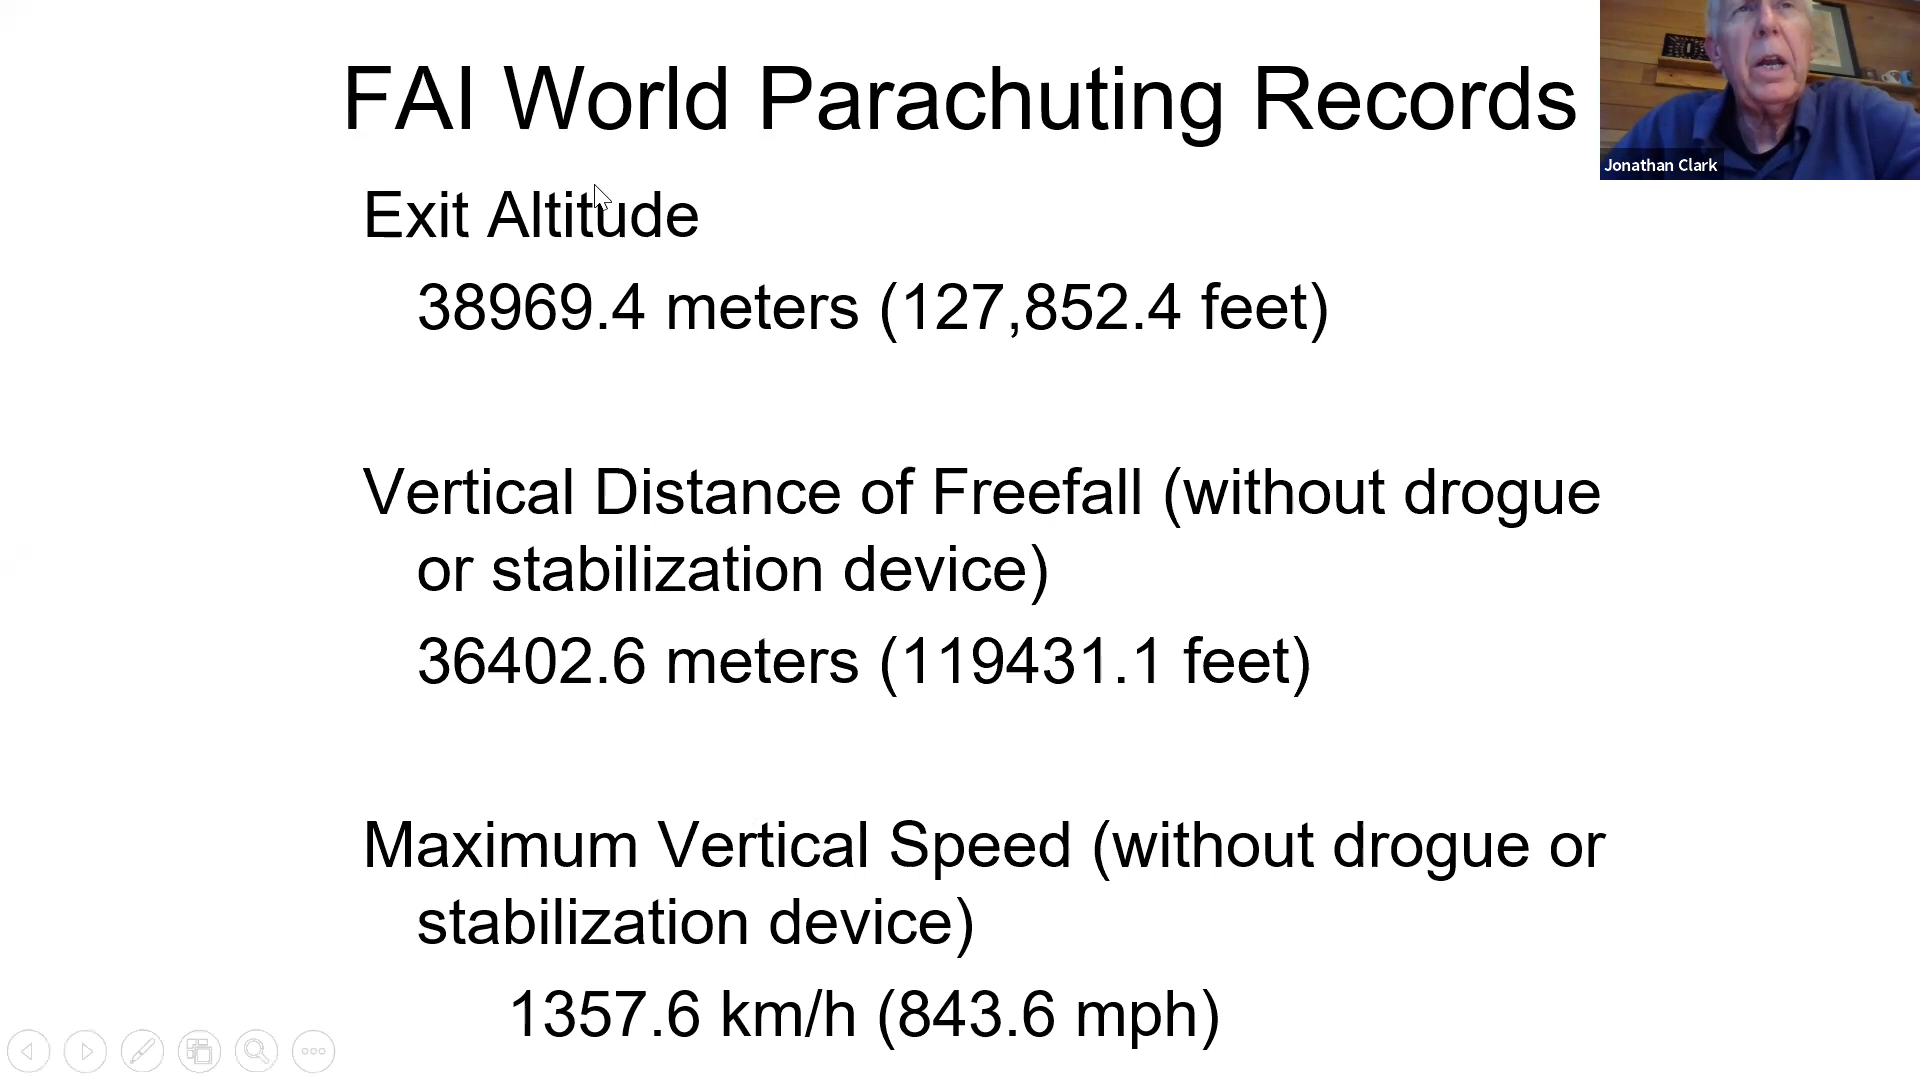 FAI World Parachuting Records
Jonathan Clark
Exit Altitude
38969.4 meters (127,852.4 feet)
Vertical Distance of Freefall (without drogue
or stabilization device)
36402.6 meters (119431.1 feet)
Maximum Vertical Speed (without drogue or
stabilization device)
1357.6 km/h (843.6 mph)